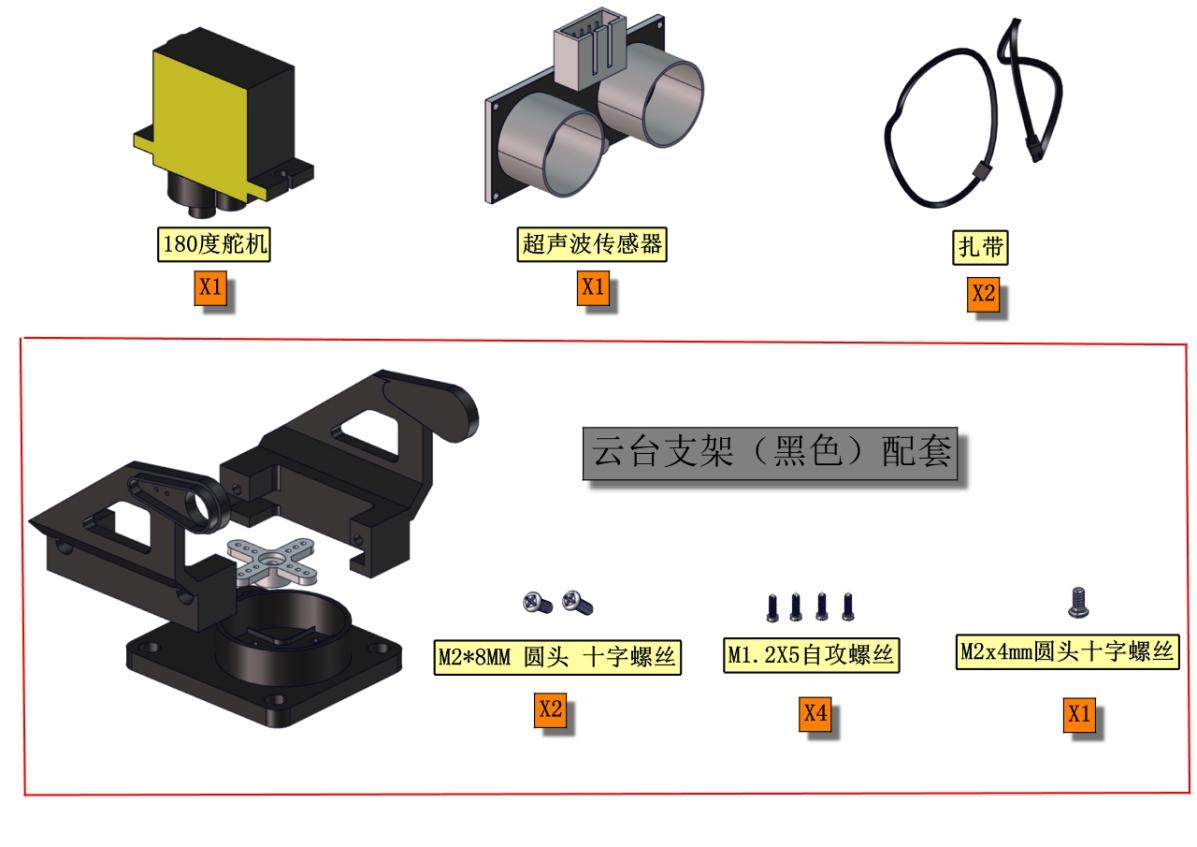 180度舵机
超声波传感器
扎带
X1
X1
X2
云台支架（黑色）配套
M2*8MM 圆头 十字螺丝
M1.2X5自攻螺丝
M2x4mm圆头十字螺丝
X2
X4
X1